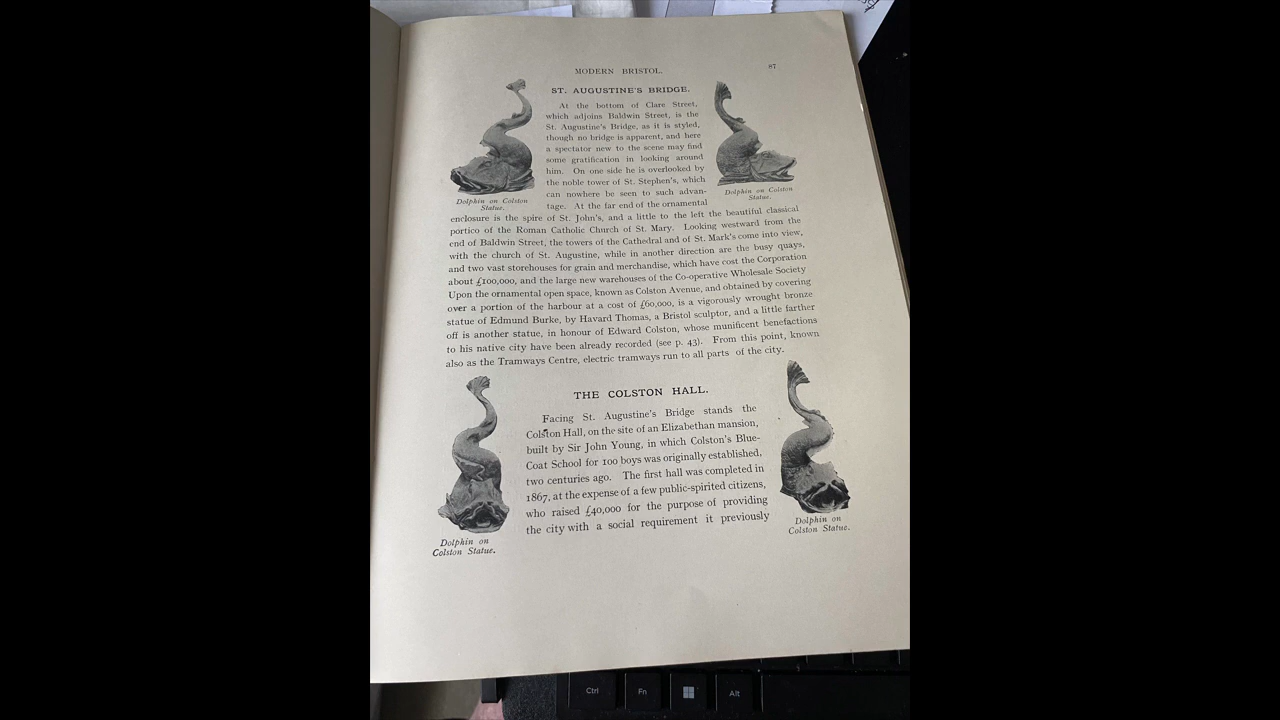 MODERN BRISTOL.
87
ST. AUGUSTINE'S BRIDGE.
At the bottom of Clare Street,
which adjoins Baldwin Street, is the
St. Augustine's Bridge, as it is styled,
though no bridge is apparent, and here
a spectator new to the scene may find
some gratification in looking around
him. On one side he is overlooked by
the noble tower of St. Stephen's, which
can nowhere be seen to such advan-
tage. At the far end of the ornamental
Dolphin on Colston
Statue.
Dolphin on Colston
Statue.
enclosure is the spire of St. John's, and a little to the left the beautiful classical
portico of the Roman Catholic Church of St. Mary. Looking westward from the
end of Baldwin Street, the towers of the Cathedral and of St. Mark's come into view,
with the church of St. Augustine, while in another direction are the busy quays,
and two vast storehouses for grain and merchandise, which have cost the Corporation
about £100,000, and the large new warehouses of the Co-operative Wholesale Society
Upon the ornamental open space, known as Colston Avenue, and obtained by covering
over a portion of the harbour at a cost of £60,000, is a vigorously wrought bronze
statue of Edmund Burke, by Havard Thomas, a Bristol sculptor, and a little farther
off is another statue, in honour of Edward Colston, whose munificent benefactions
to his native city have been already recorded (see p. 43). From this point, known
also as the Tramways Centre, electric tramways run to all parts of the city.
THE COLSTON HALL.
Facing St. Augustine's Bridge stands the
Colston Hall, on the site of an Elizabethan mansion,
built by Sir John Young, in which Colston's Blue-
Coat School for 100 boys was originally established,
two centuries ago. The first hall was completed in
1867, at the expense of a few public-spirited citizens,
who raised £40,000 for the purpose of providing
the city with a social requirement it previously
Dolphin on
Colston Statue.
Dolphin on
Colston Statue.
Ctrl
Fn
Alt